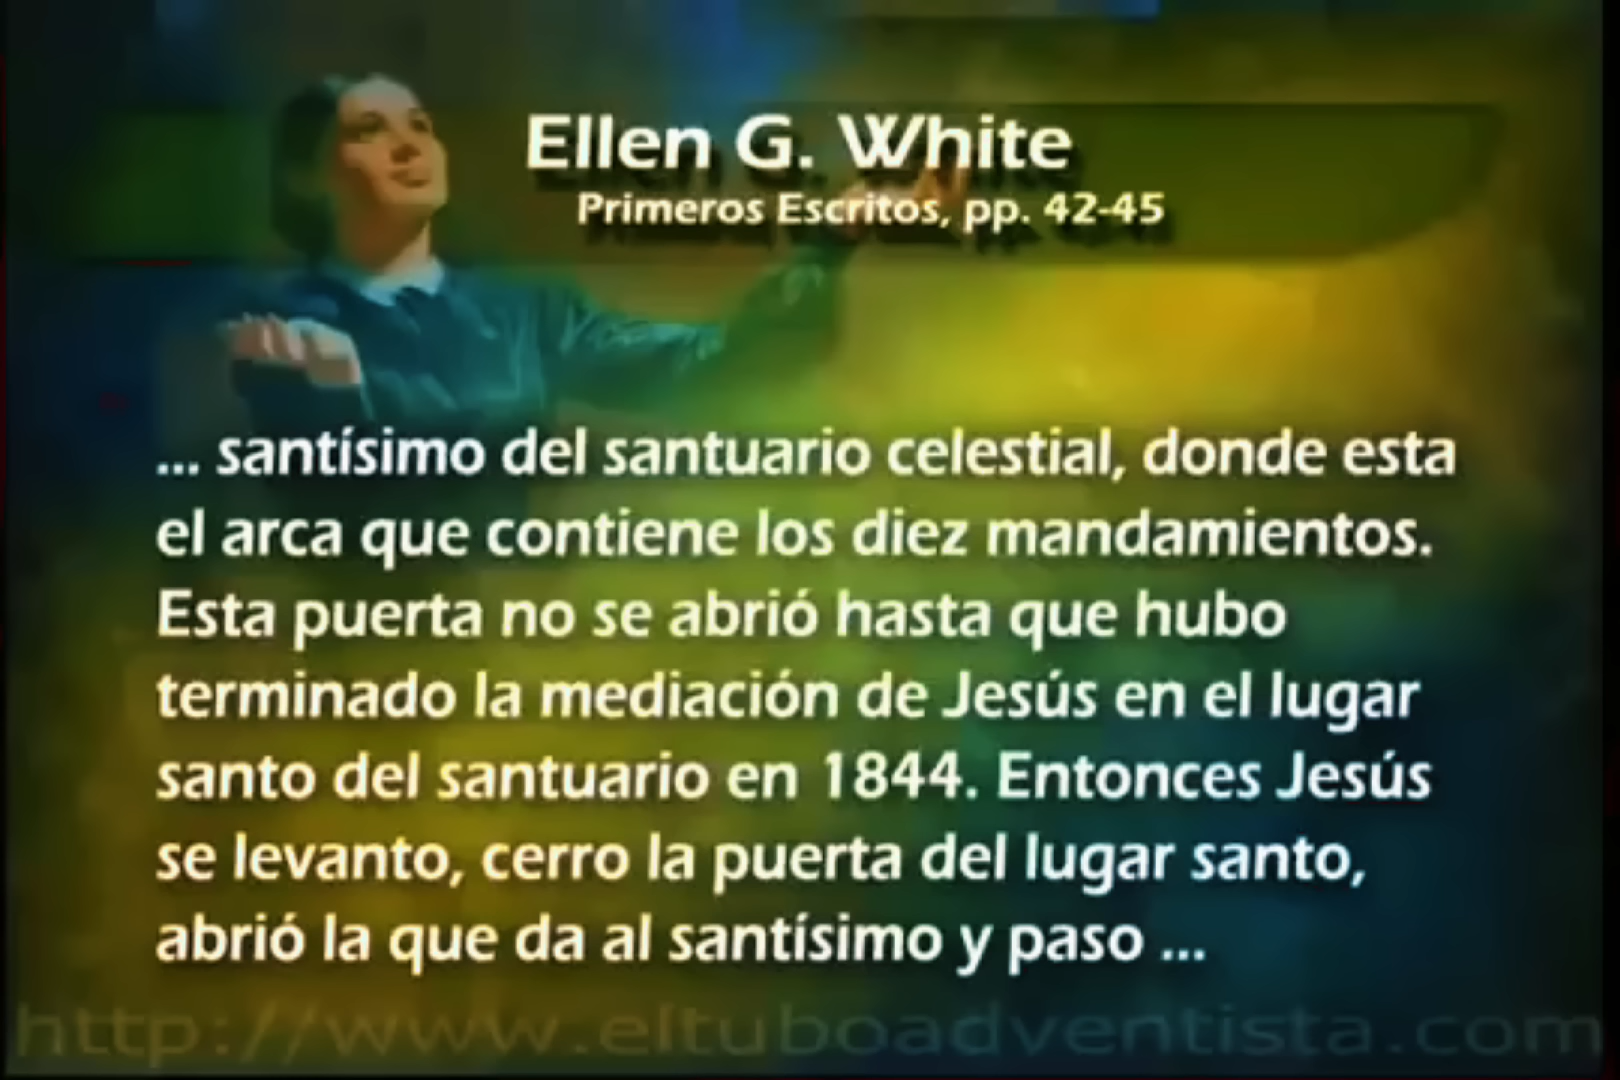 Ellen G. White
Primeros Escritos, pp. 42-45
... santísimo del santuario celestial, donde esta
el arca que contiene los diez mandamientos.
Esta puerta no se abrió hasta que hubo
terminado la mediación de Jesús en el lugar
santo del santuario en 1844. Entonces Jesús
se levanto, cerro la puerta del lugar santo,
abrió la que da al santísimo y paso ...
http://www.eltuboadventista.com